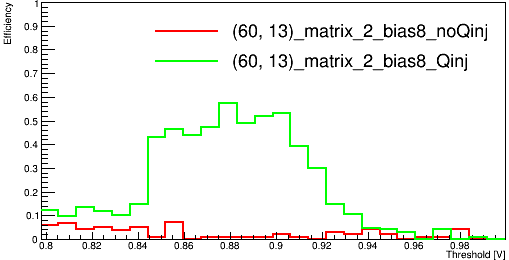 Efficiency
1
0.9
0.8
0.7
0.6
0.5
0.4
0.3
0.2
0.1
0
(60, 13)_matrix_2_bias8_noQinj
(60, 13)_matrix_2_bias8_Qinj
0.8 0.82 0.84 0.86 0.88 0.9 0.92 0.94 0.96 0.98
Threshold [V]